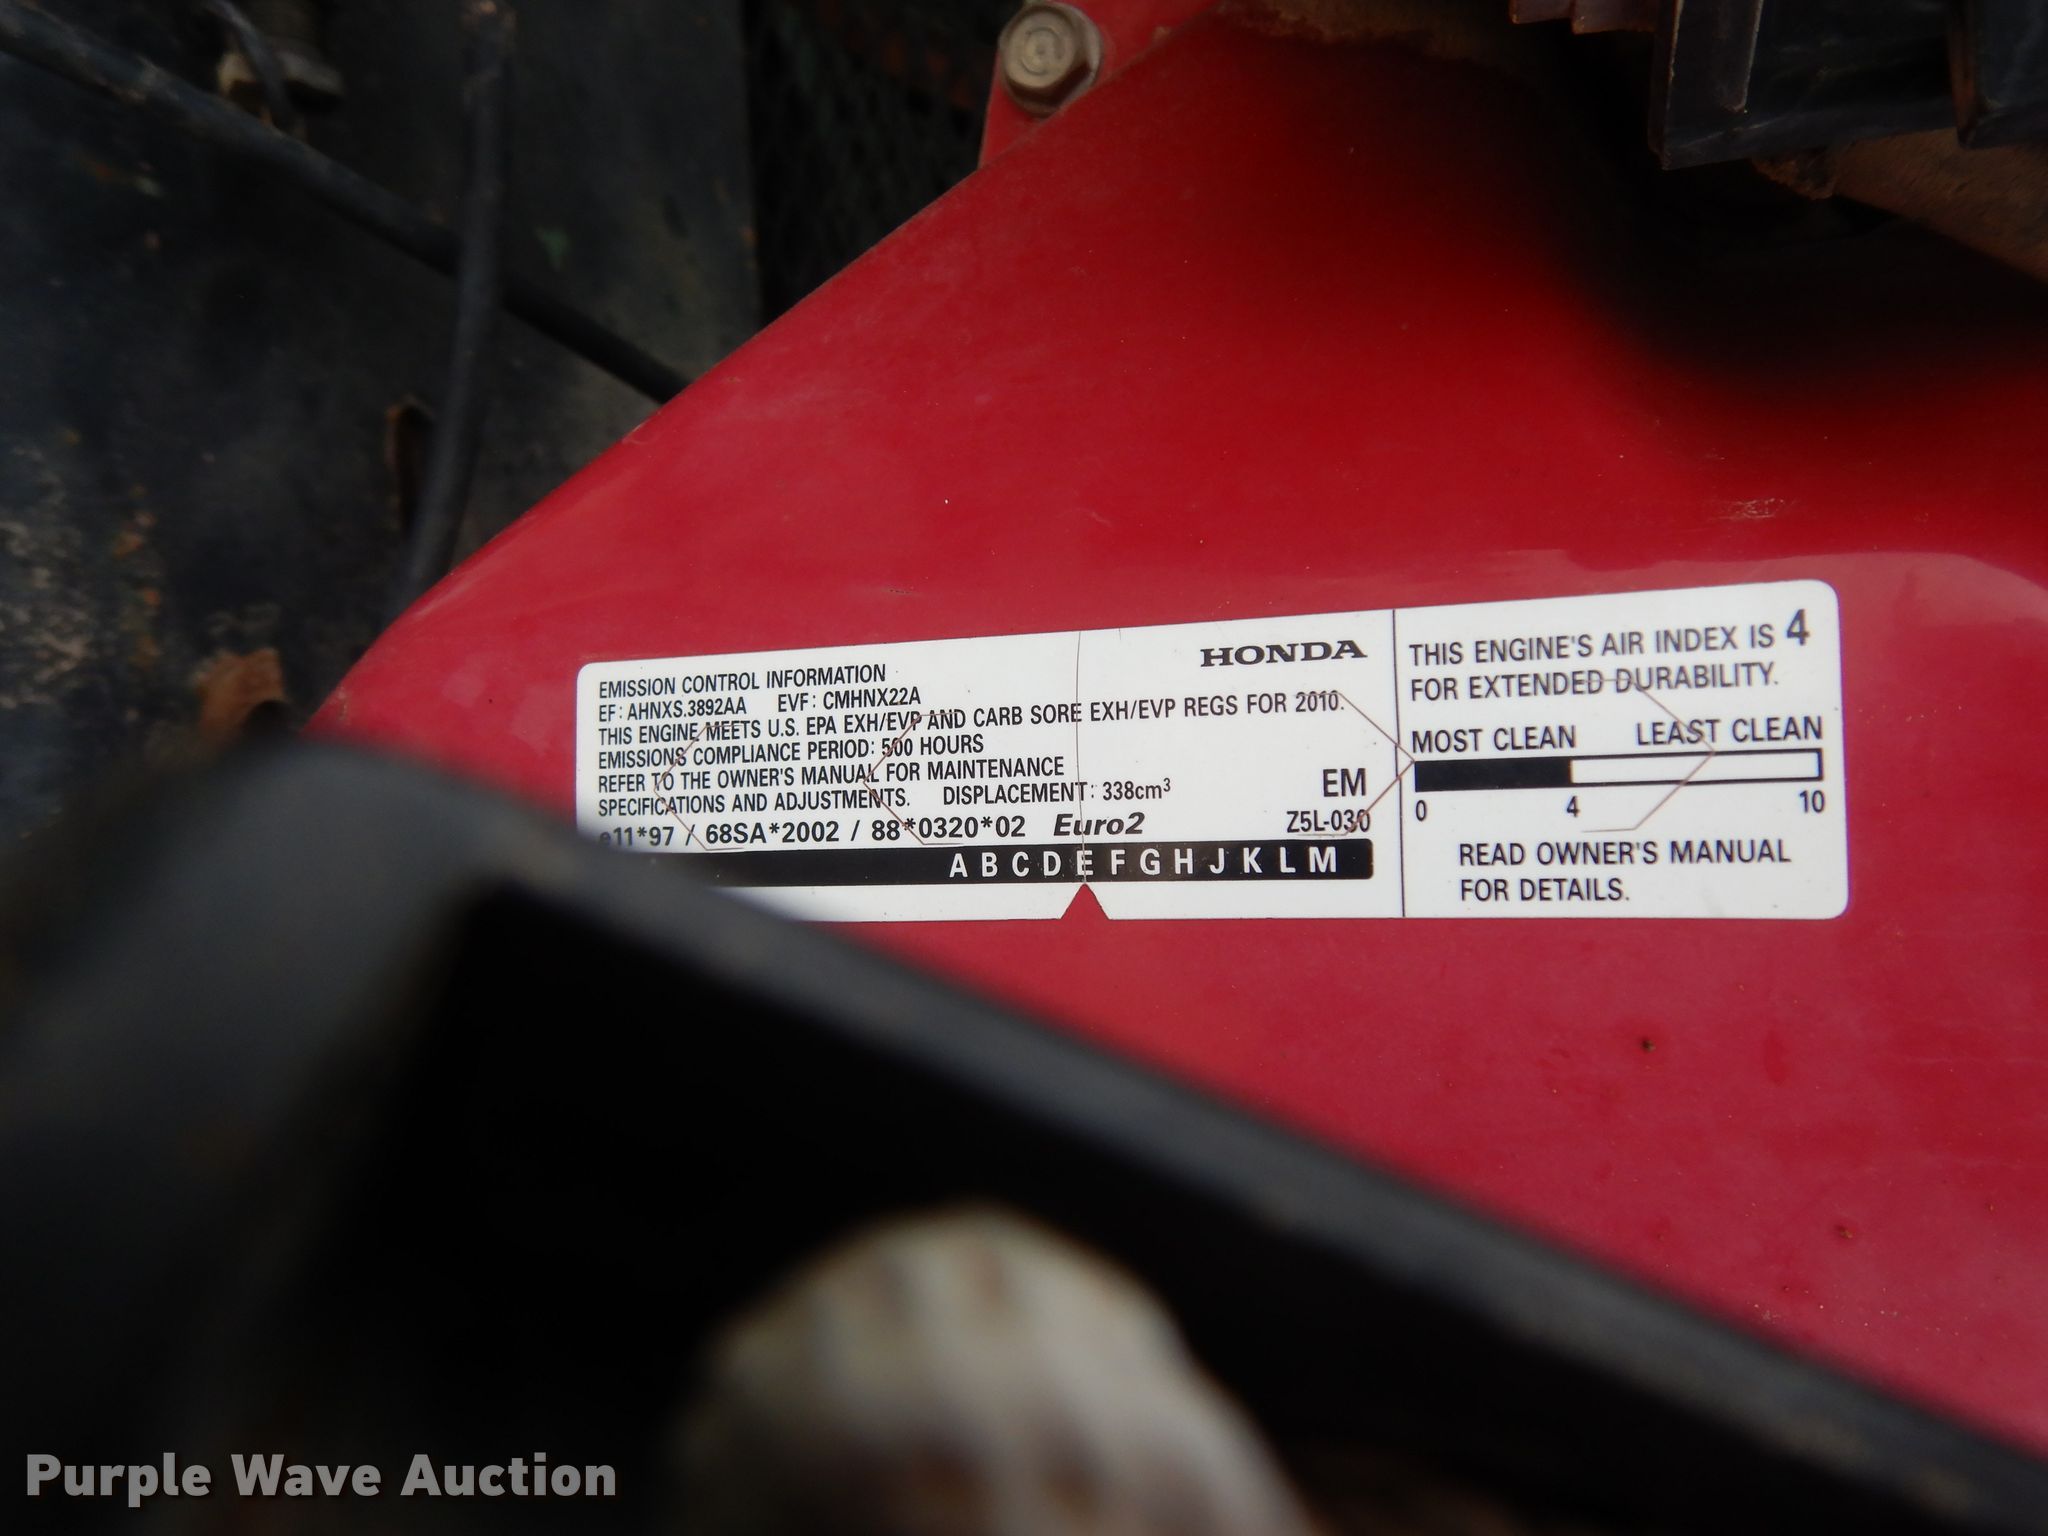 EMISSION CONTROL INFORMATION
HONDA
EF: AHNXS.3892AA EVF: CMHNX22A
THIS ENGINE MEETS U.S. EPA EXH/EVP AND CARB SORE EXH/EVP REGS FOR 2010.
EMISSIONS COMPLIANCE PERIOD: 500 HOURS
REFER TO THE OWNER'S MANUAL FOR MAINTENANCE
SPECIFICATIONS AND ADJUSTMENTS. DISPLACEMENT: 338cm³
EM
e11*97 / 68SA*2002 / 88*0320*02 Euro2
Z5L-030
A B C D E F G H J K L M
THIS ENGINE'S AIR INDEX IS 4
FOR EXTENDED DURABILITY.
MOST CLEAN LEAST CLEAN
0 4 10
READ OWNER'S MANUAL
FOR DETAILS.
Purple Wave Auction